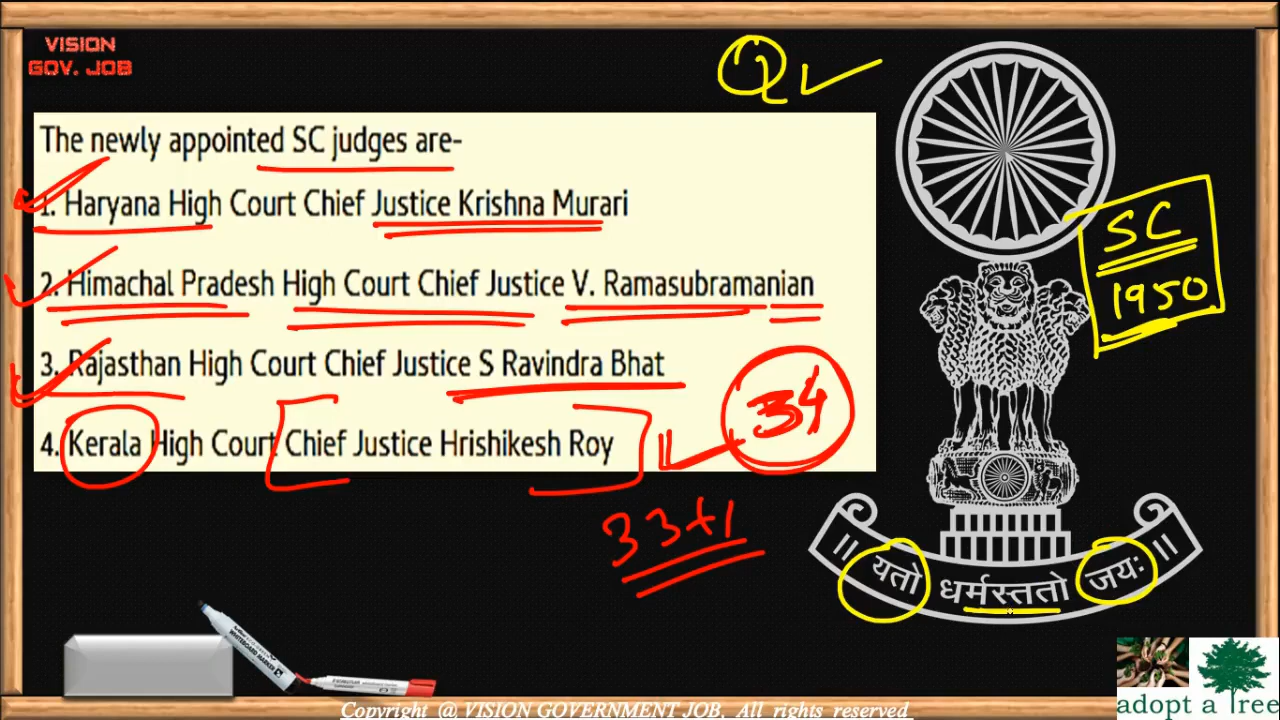 VISION
GOV. JOB
Q
The newly appointed SC judges are-
1. Haryana High Court Chief Justice Krishna Murari
2. Himachal Pradesh High Court Chief Justice V. Ramasubramanian
3. Rajasthan High Court Chief Justice S Ravindra Bhat
4. Kerala High Court Chief Justice Hrishikesh Roy
34
33+1
SC
1950
॥ यतो धर्मस्ततो जयः ॥
adopt a Tree
Copyright @ VISION GOVERNMENT JOB, All rights reserved